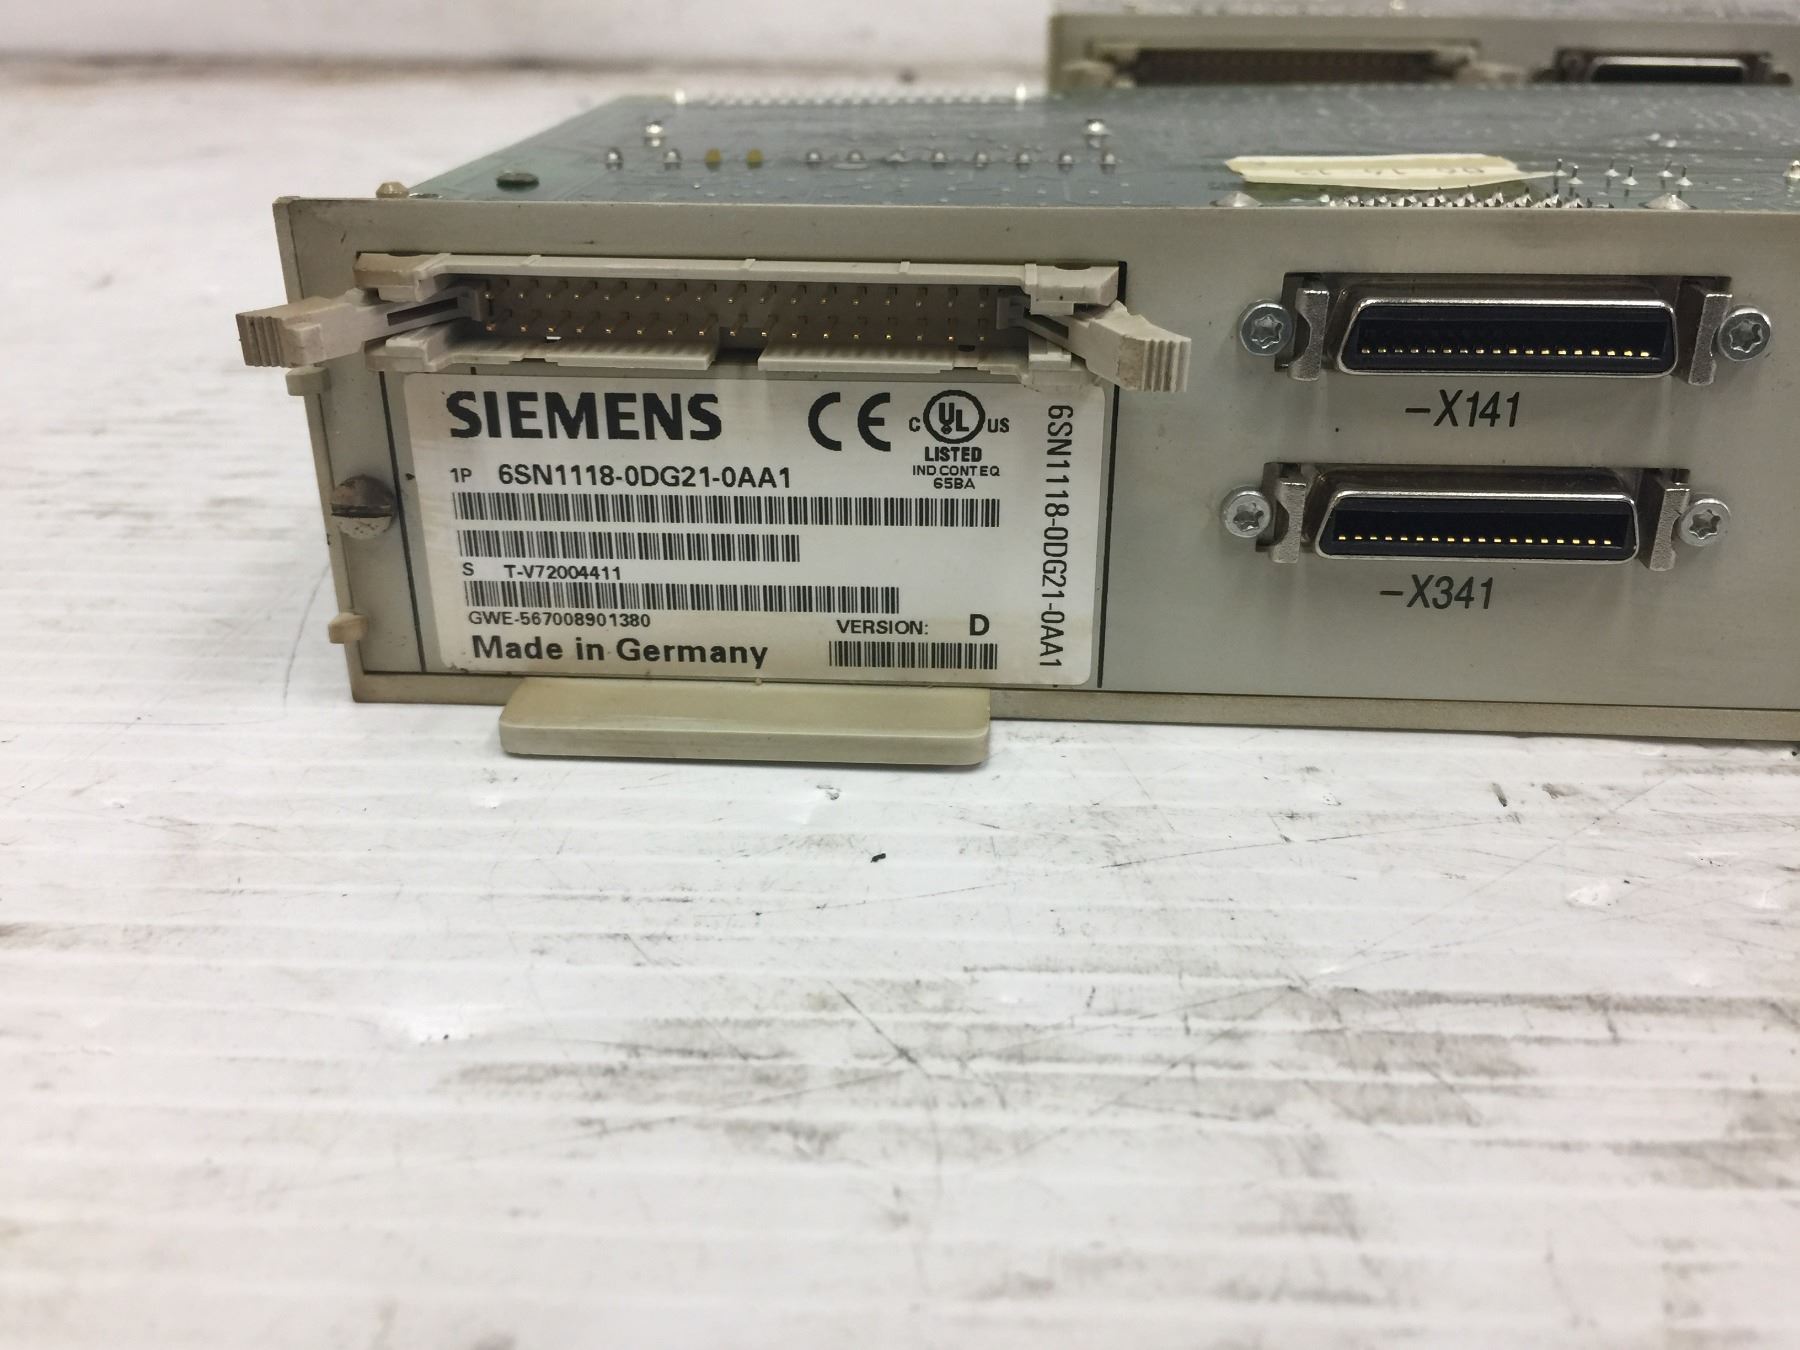 SIEMENS
CE
C UL US
LISTED
IND CONT EQ
65BA
1P 6SN1118-0DG21-0AA1
S T-V72004411
GWE-567008901380
VERSION: D
Made in Germany
6SN1118-0DG21-0AA1
-X141
-X341